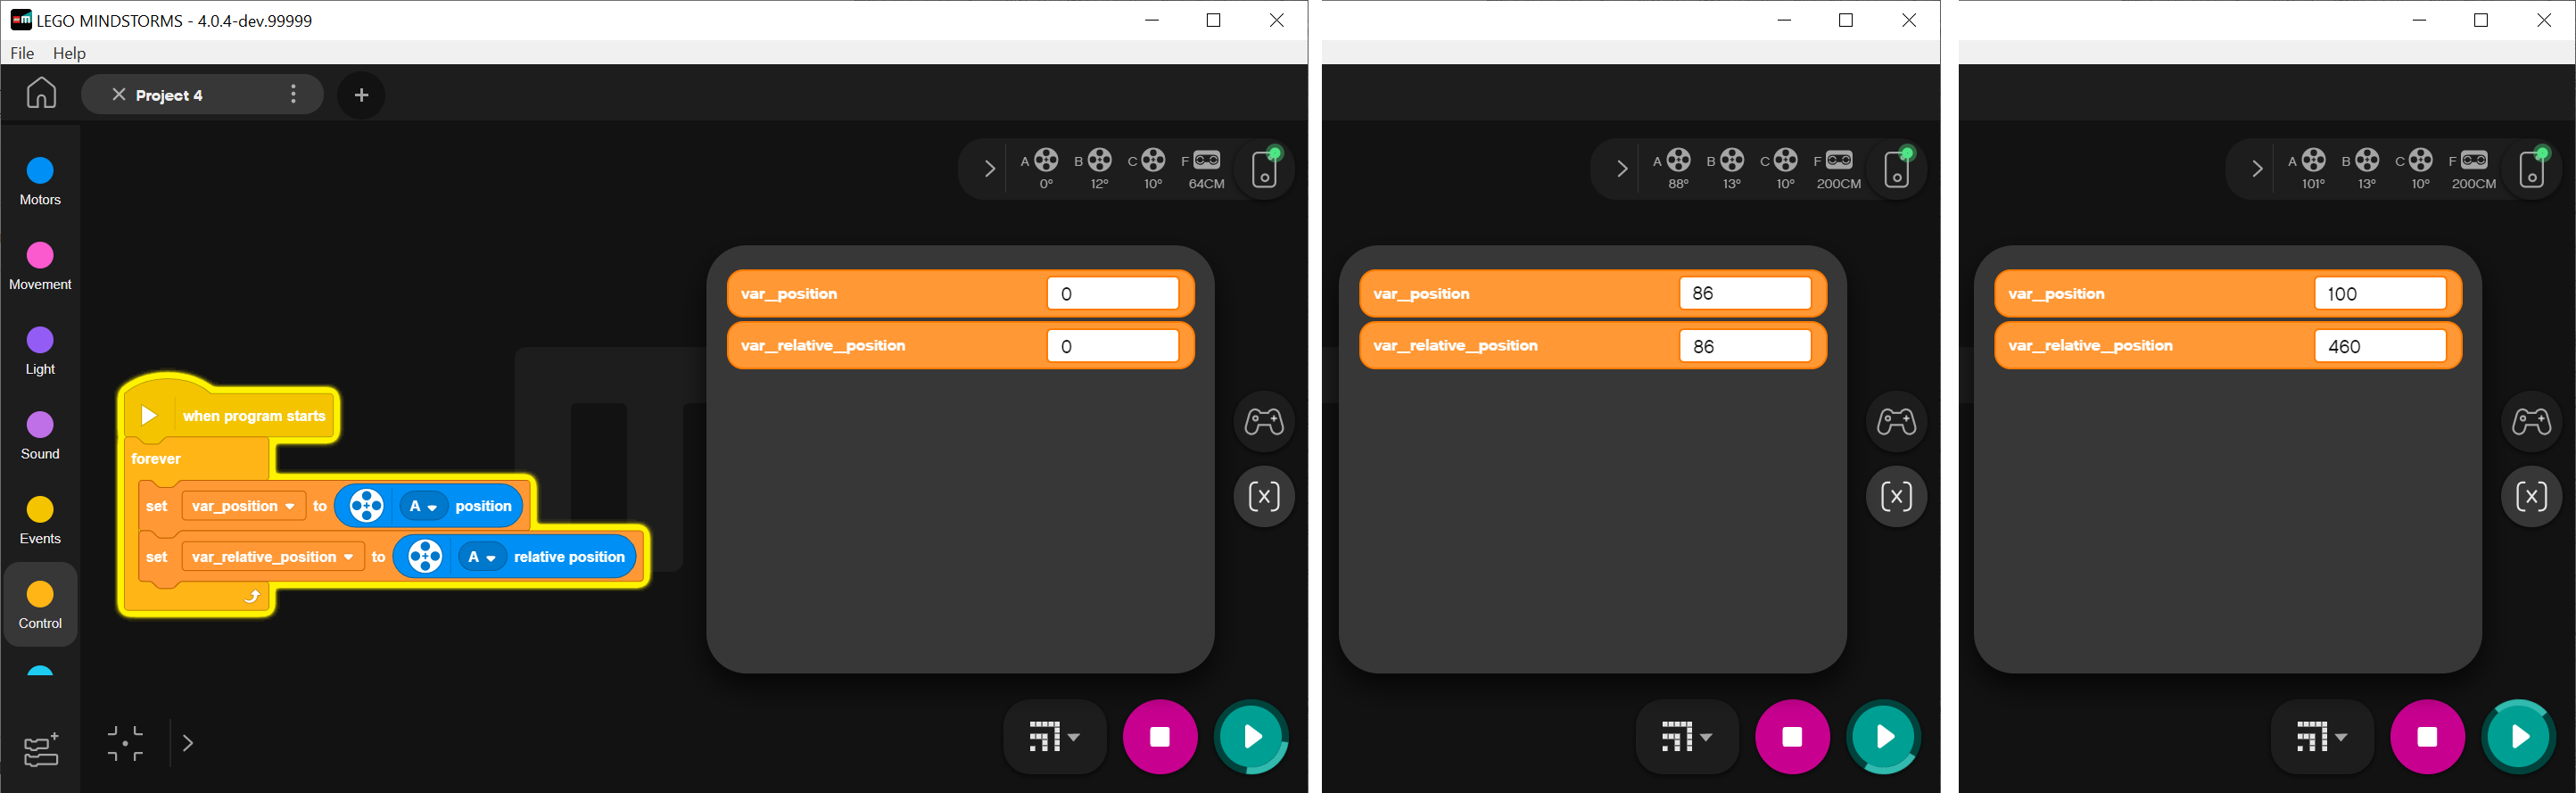 LEGO MINDSTORMS - 4.0.4-dev.99999
File Help
Project 4
+
Motors
Movement
Light
Sound
Events
Control
when program starts
forever
set var_position to A position
set var_relative_position to A relative position
A B C F
0° 12° 10° 64CM
var_position 0
var_relative_position 0
[x]
A B C F
88° 13° 10° 200CM
var_position 86
var_relative_position 86
[x]
A B C F
101° 13° 10° 200CM
var_position 100
var_relative_position 460
[x]